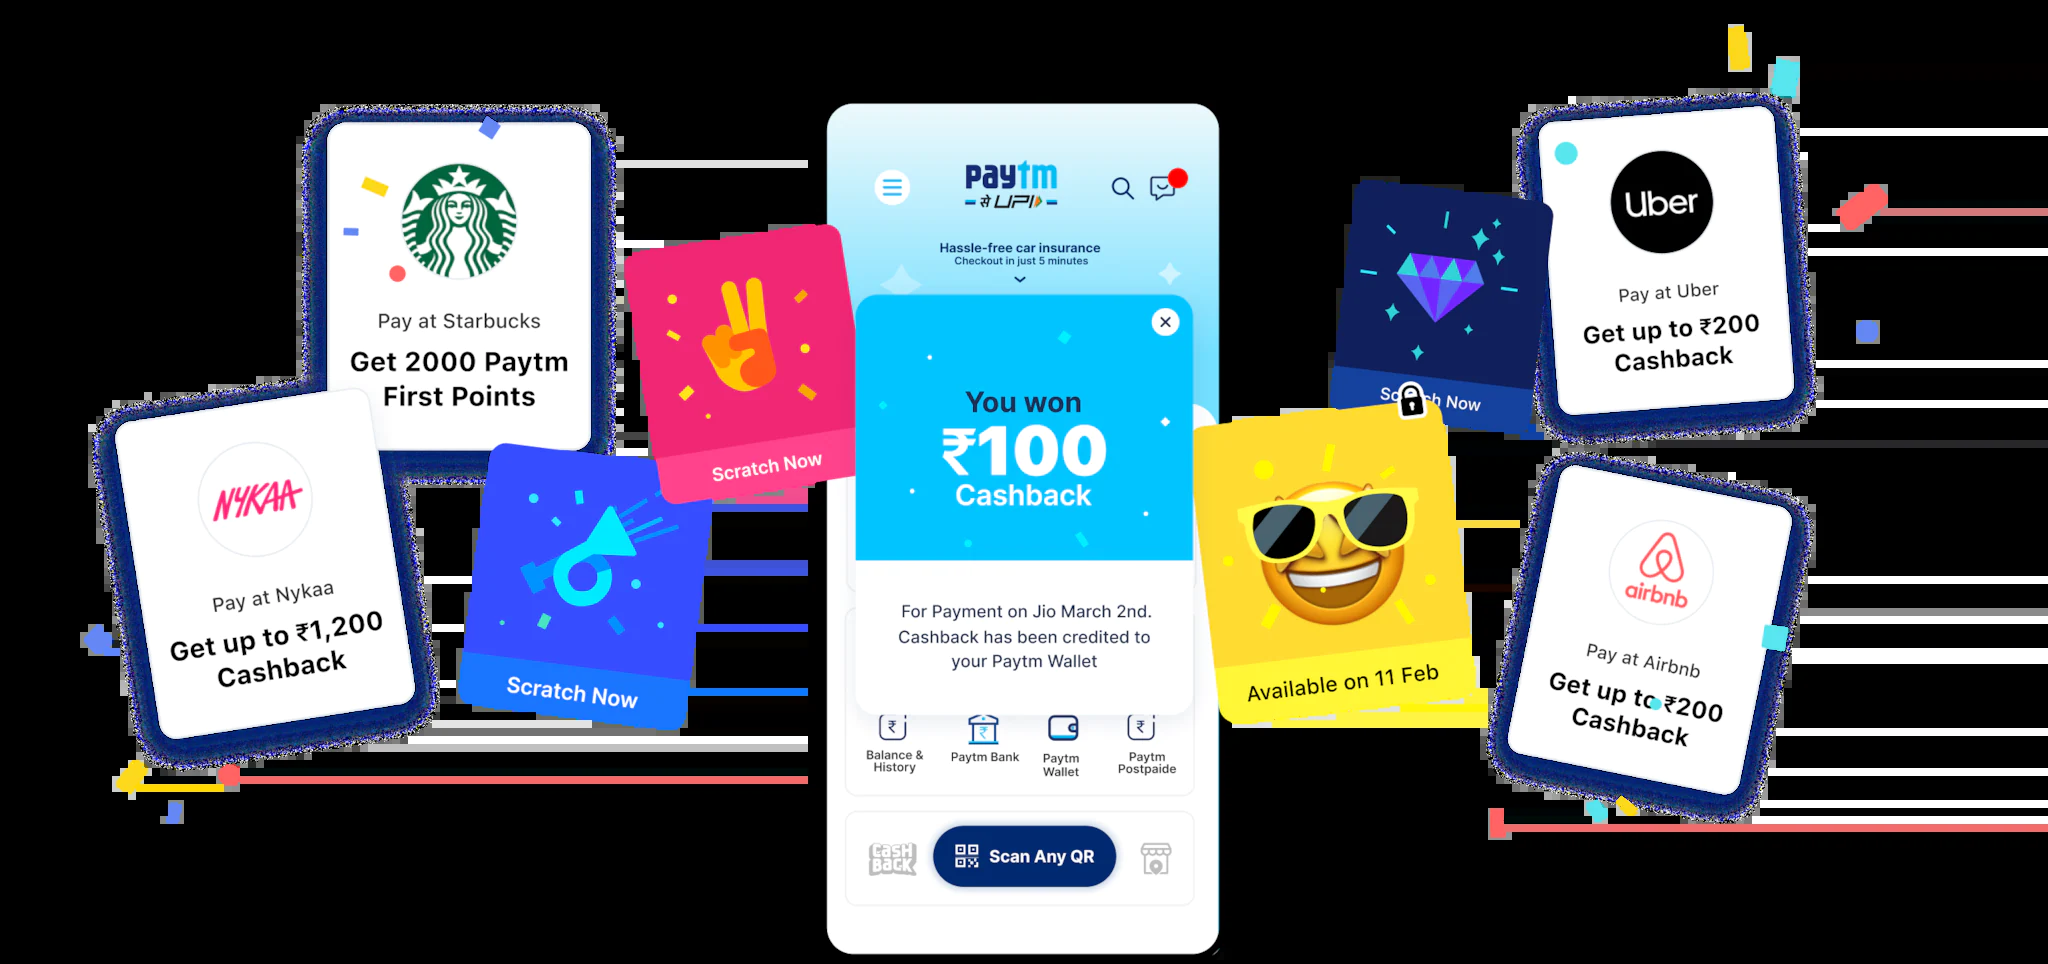 Pay at Starbucks
Get 2000 Paytm
First Points
NYKAA
Pay at Nykaa
Get up to ₹1,200
Cashback
Scratch Now
Scratch Now
paytm
से UPI
Hassle-free car insurance
Checkout in just 5 minutes
You won
₹100
Cashback
For Payment on Jio March 2nd.
Cashback has been credited to
your Paytm Wallet
Balance &
History
Paytm Bank
Paytm
Wallet
Paytm
Postpaide
CASH
BACK
Scan Any QR
Scratch Now
Available on 11 Feb
Uber
Pay at Uber
Get up to ₹200
Cashback
airbnb
Pay at Airbnb
Get up to ₹200
Cashback